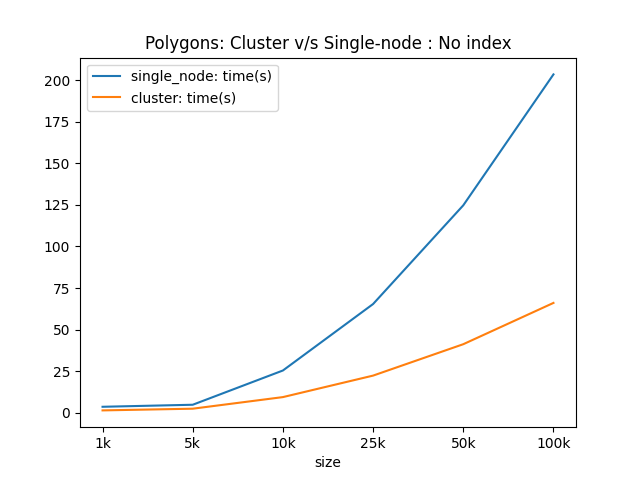 Polygons: Cluster v/s Single-node : No index
single_node: time(s)
cluster: time(s)
200
175
150
125
100
75
50
25
0
1k 5k 10k 25k 50k 100k
size